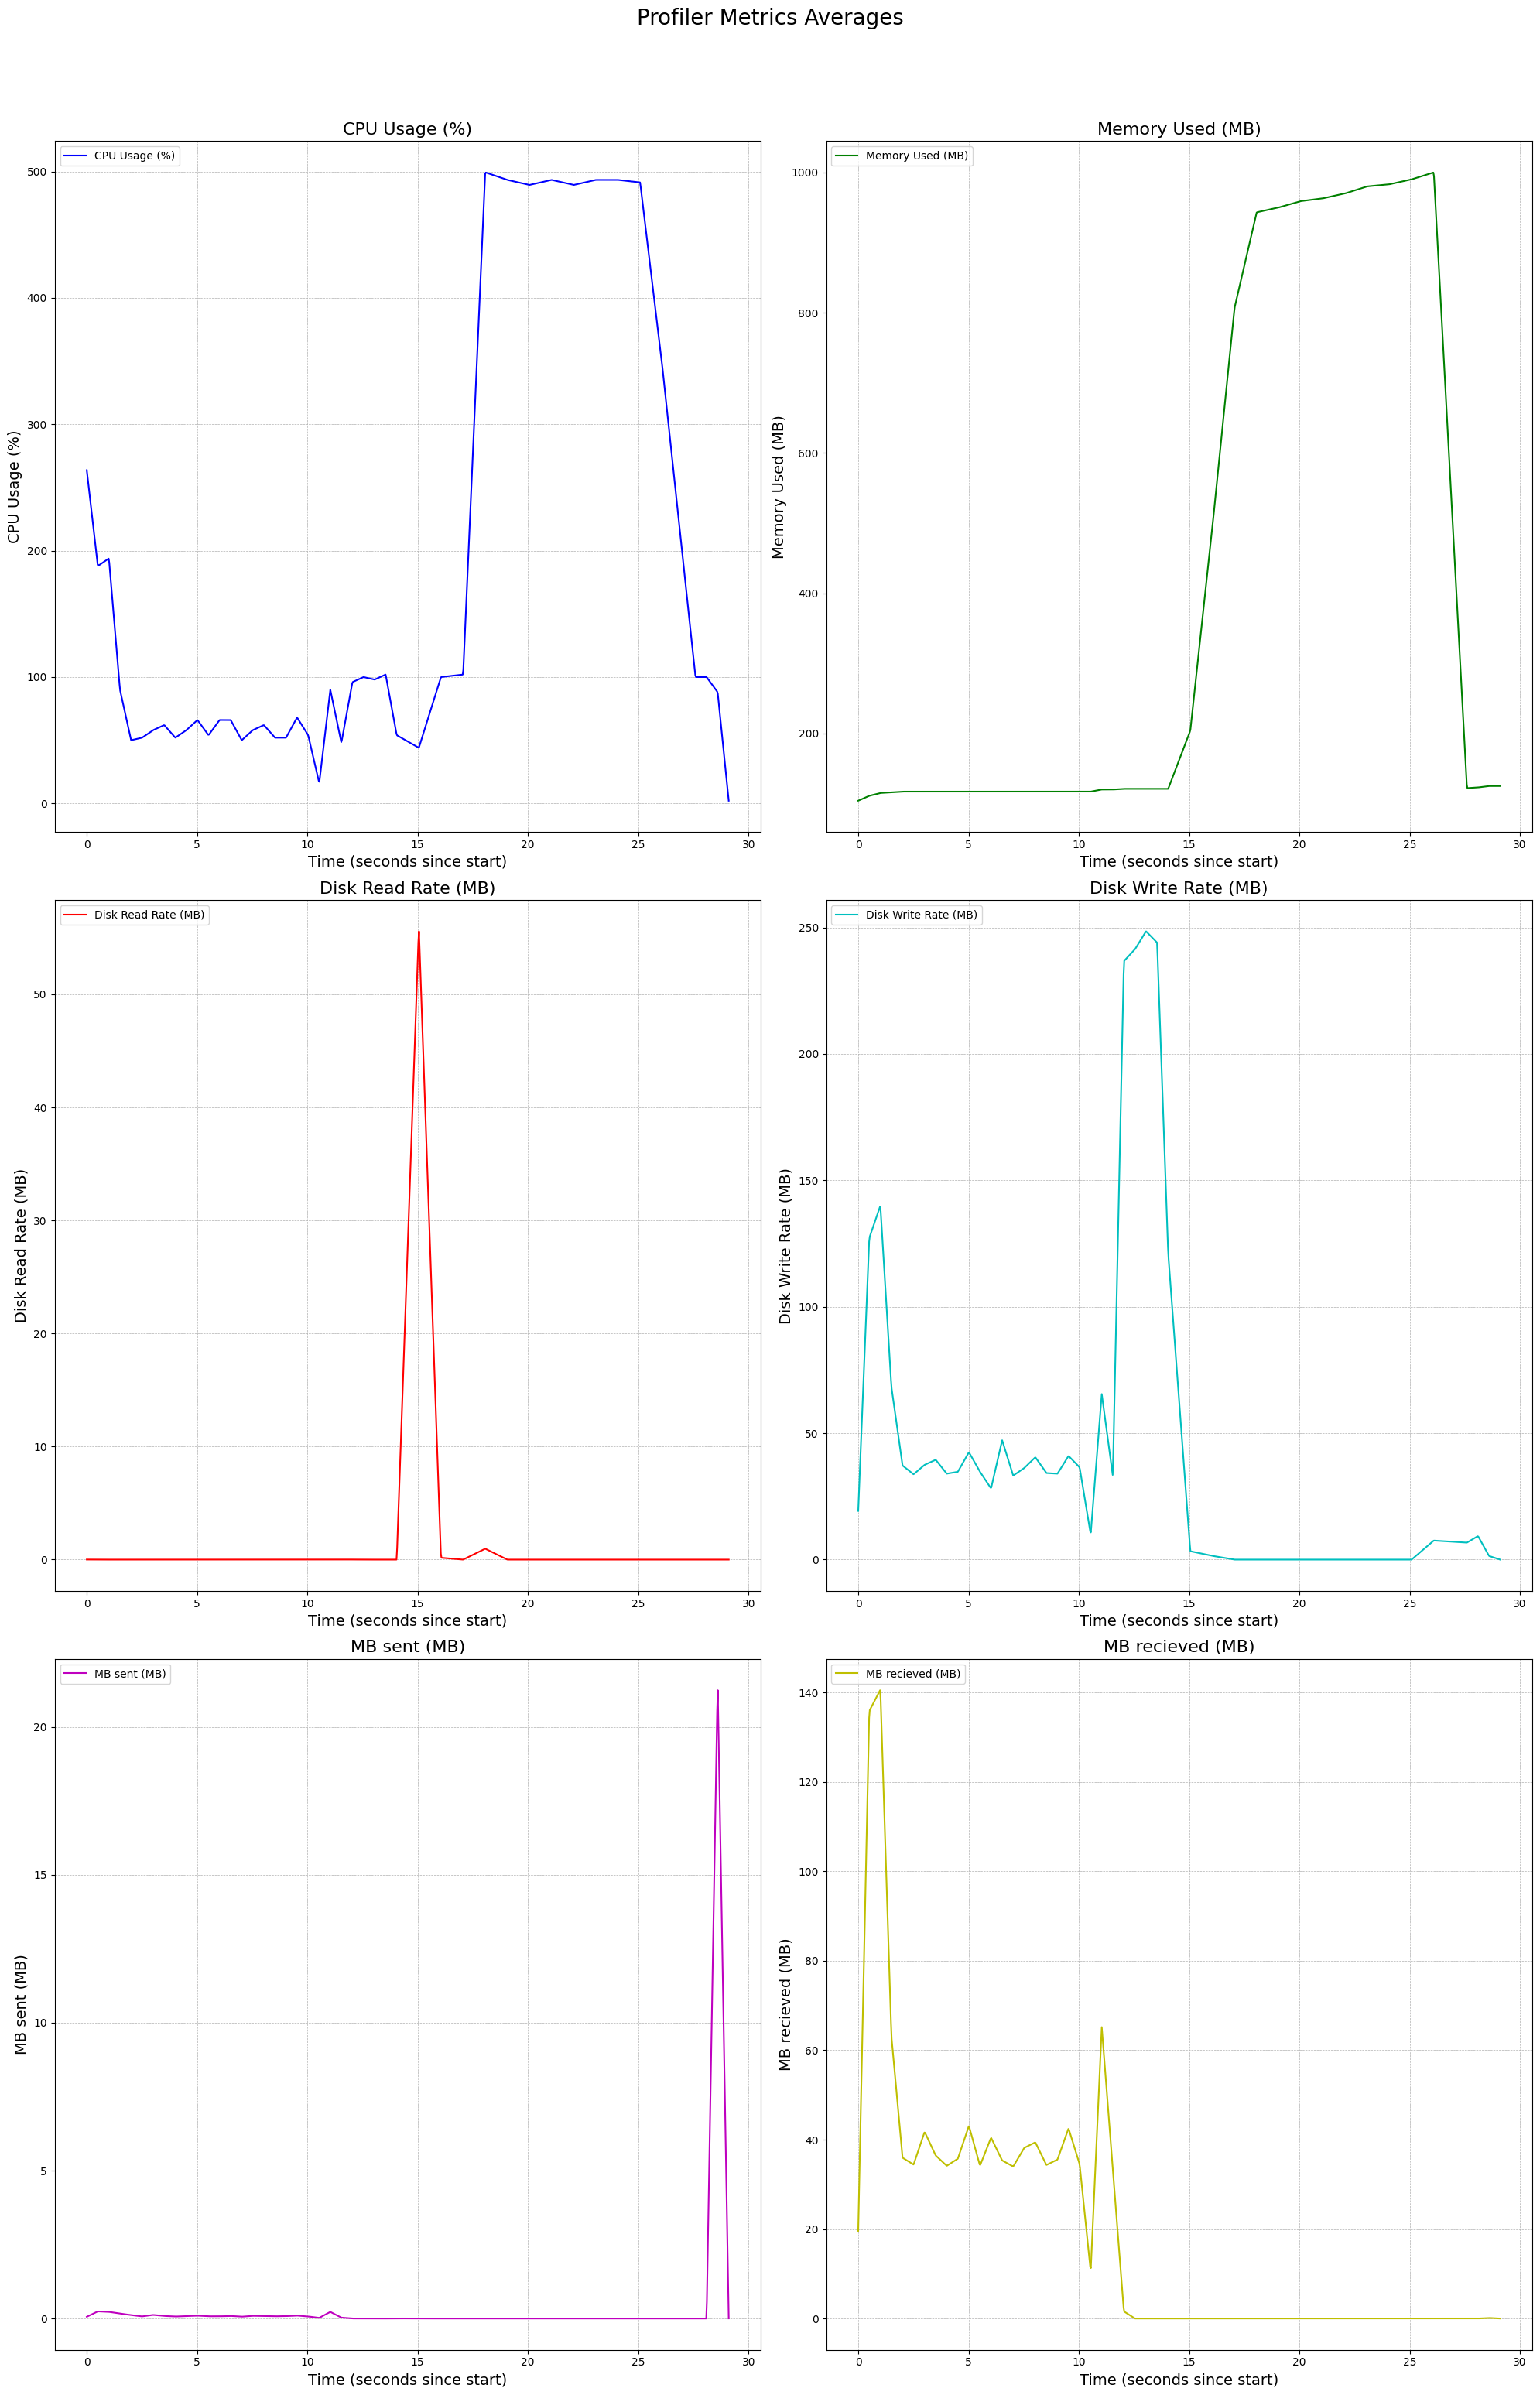 Profiler Metrics Averages
CPU Usage (%)
CPU Usage (%)
500
400
300
200
100
0
CPU Usage (%)
0 5 10 15 20 25 30
Time (seconds since start)
Memory Used (MB)
Memory Used (MB)
1000
800
600
400
200
Memory Used (MB)
0 5 10 15 20 25 30
Time (seconds since start)
Disk Read Rate (MB)
Disk Read Rate (MB)
50
40
30
20
10
0
Disk Read Rate (MB)
0 5 10 15 20 25 30
Time (seconds since start)
Disk Write Rate (MB)
Disk Write Rate (MB)
250
200
150
100
50
0
Disk Write Rate (MB)
0 5 10 15 20 25 30
Time (seconds since start)
MB sent (MB)
MB sent (MB)
20
15
10
5
0
MB sent (MB)
0 5 10 15 20 25 30
Time (seconds since start)
MB recieved (MB)
MB recieved (MB)
140
120
100
80
60
40
20
0
MB recieved (MB)
0 5 10 15 20 25 30
Time (seconds since start)